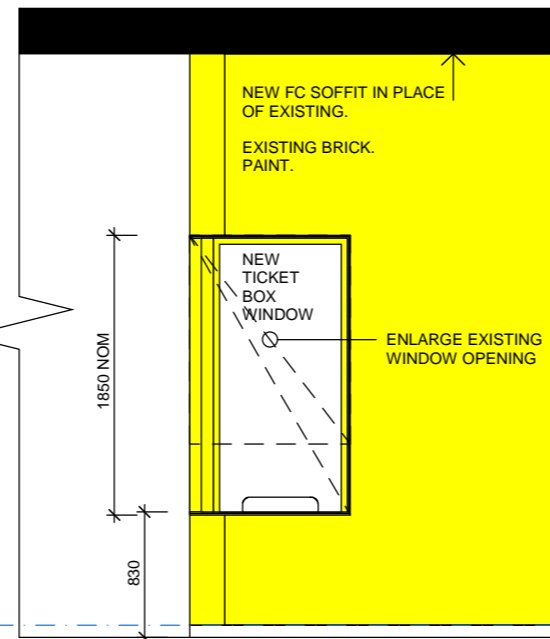 NEW FC SOFFIT IN PLACE
OF EXISTING.
EXISTING BRICK.
PAINT.
NEW
TICKET
BOX
WINDOW
ENLARGE EXISTING
WINDOW OPENING
1850 NOM
830